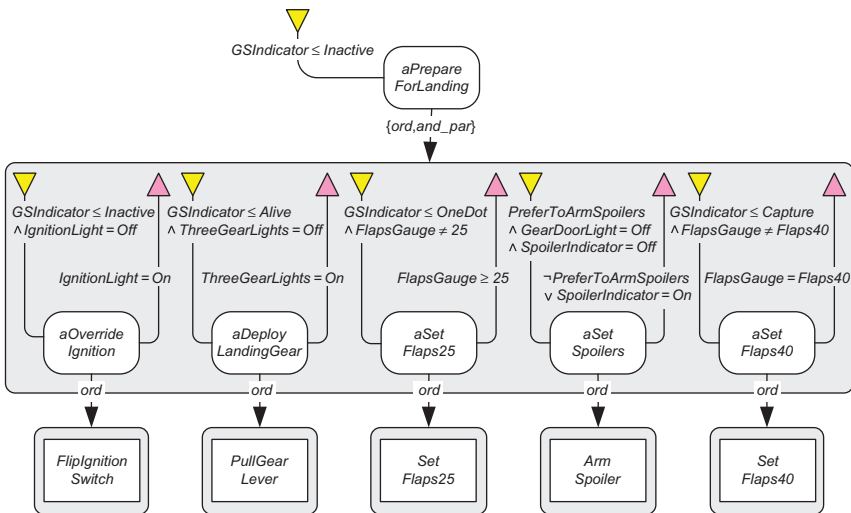 GSIndicator ≤ Inactive
aPrepare
ForLanding
{ord,and_par}
GSIndicator ≤ Inactive
∧ IgnitionLight = Off
IgnitionLight = On
aOverride
Ignition
GSIndicator ≤ Alive
∧ ThreeGearLights = Off
ThreeGearLights = On
aDeploy
LandingGear
GSIndicator ≤ OneDot
∧ FlapsGauge ≠ 25
FlapsGauge ≥ 25
aSet
Flaps25
PreferToArmSpoilers
∧ GearDoorLight = Off
∧ SpoilerIndicator = Off
¬PreferToArmSpoilers
∨ SpoilerIndicator = On
aSet
Spoilers
GSIndicator ≤ Capture
∧ FlapsGauge ≠ Flaps40
FlapsGauge = Flaps40
aSet
Flaps40
ord
ord
ord
ord
ord
FlipIgnition
Switch
PullGear
Lever
Set
Flaps25
Arm
Spoiler
Set
Flaps40